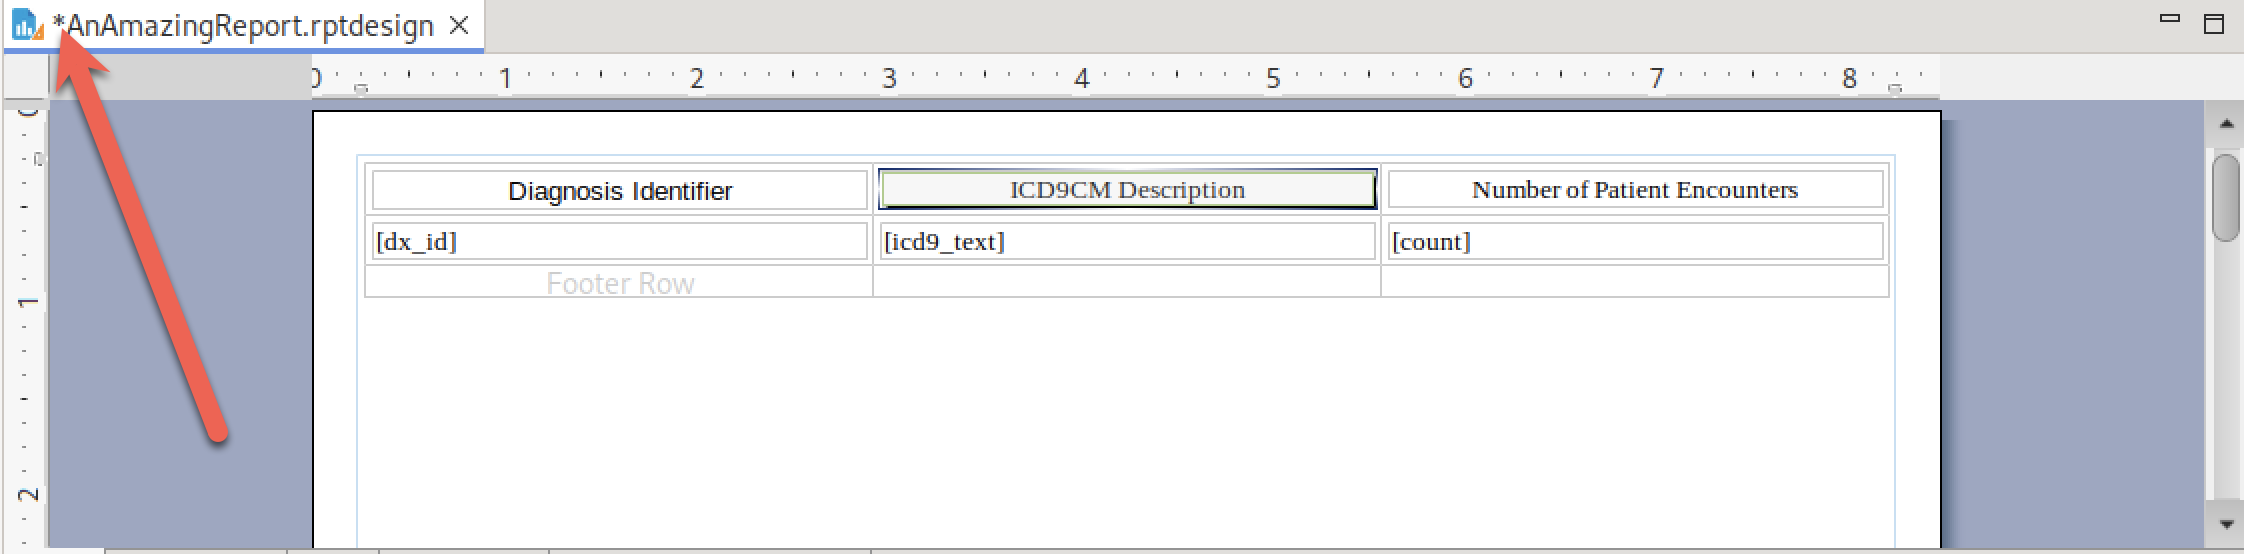 *AnAmazingReport.rptdesign
0 1 2 3 4 5 6 7 8
0
Diagnosis Identifier ICD9CM Description Number of Patient Encounters
[dx_id] [icd9_text] [count]
Footer Row
1
2